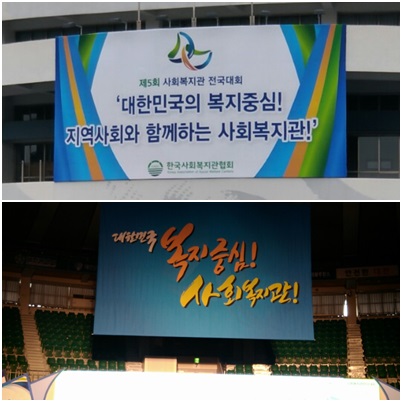 제5회 사회복지관 전국대회
'대한민국의 복지중심!
지역사회와 함께하는 사회복지관!'
한국사회복지관협회
대한민국 복지중심!
사회복지관!